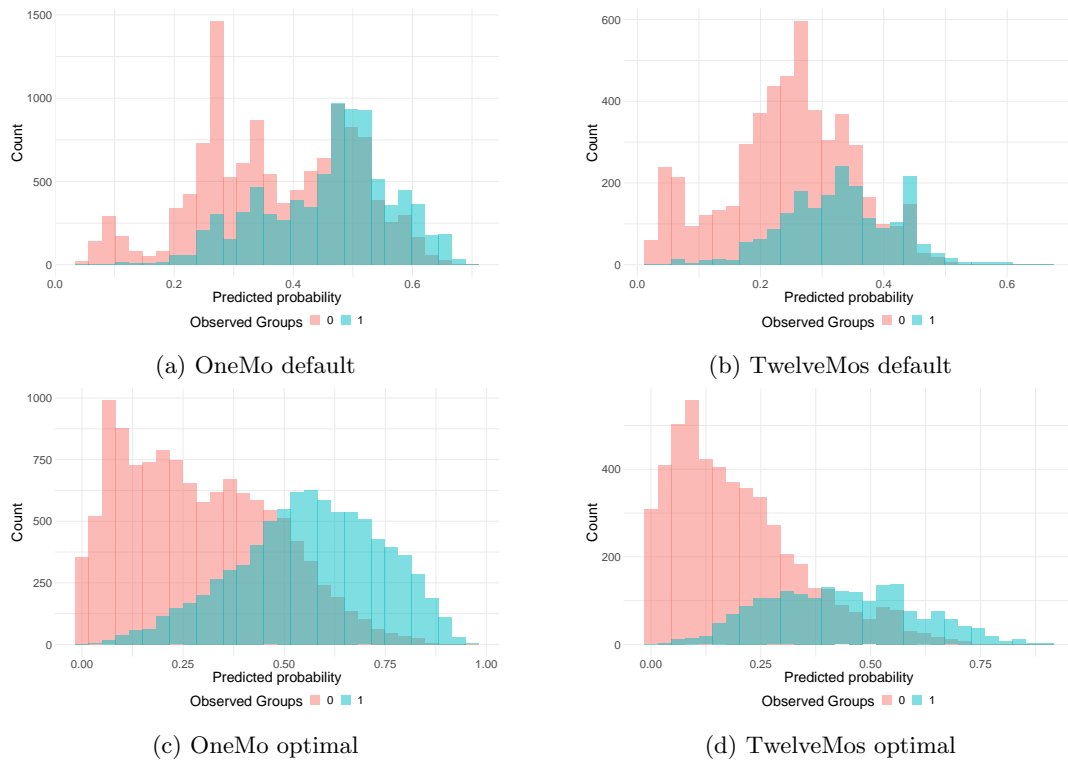 1500
1000
500
0
Count
0.0 0.2 0.4 0.6
Predicted probability
Observed Groups 0 1
(a) OneMo default
600
400
200
0
Count
0.0 0.2 0.4 0.6
Predicted probability
Observed Groups 0 1
(b) TwelveMos default
1000
750
500
250
0
Count
0.00 0.25 0.50 0.75 1.00
Predicted probability
Observed Groups 0 1
(c) OneMo optimal
400
200
0
Count
0.00 0.25 0.50 0.75
Predicted probability
Observed Groups 0 1
(d) TwelveMos optimal